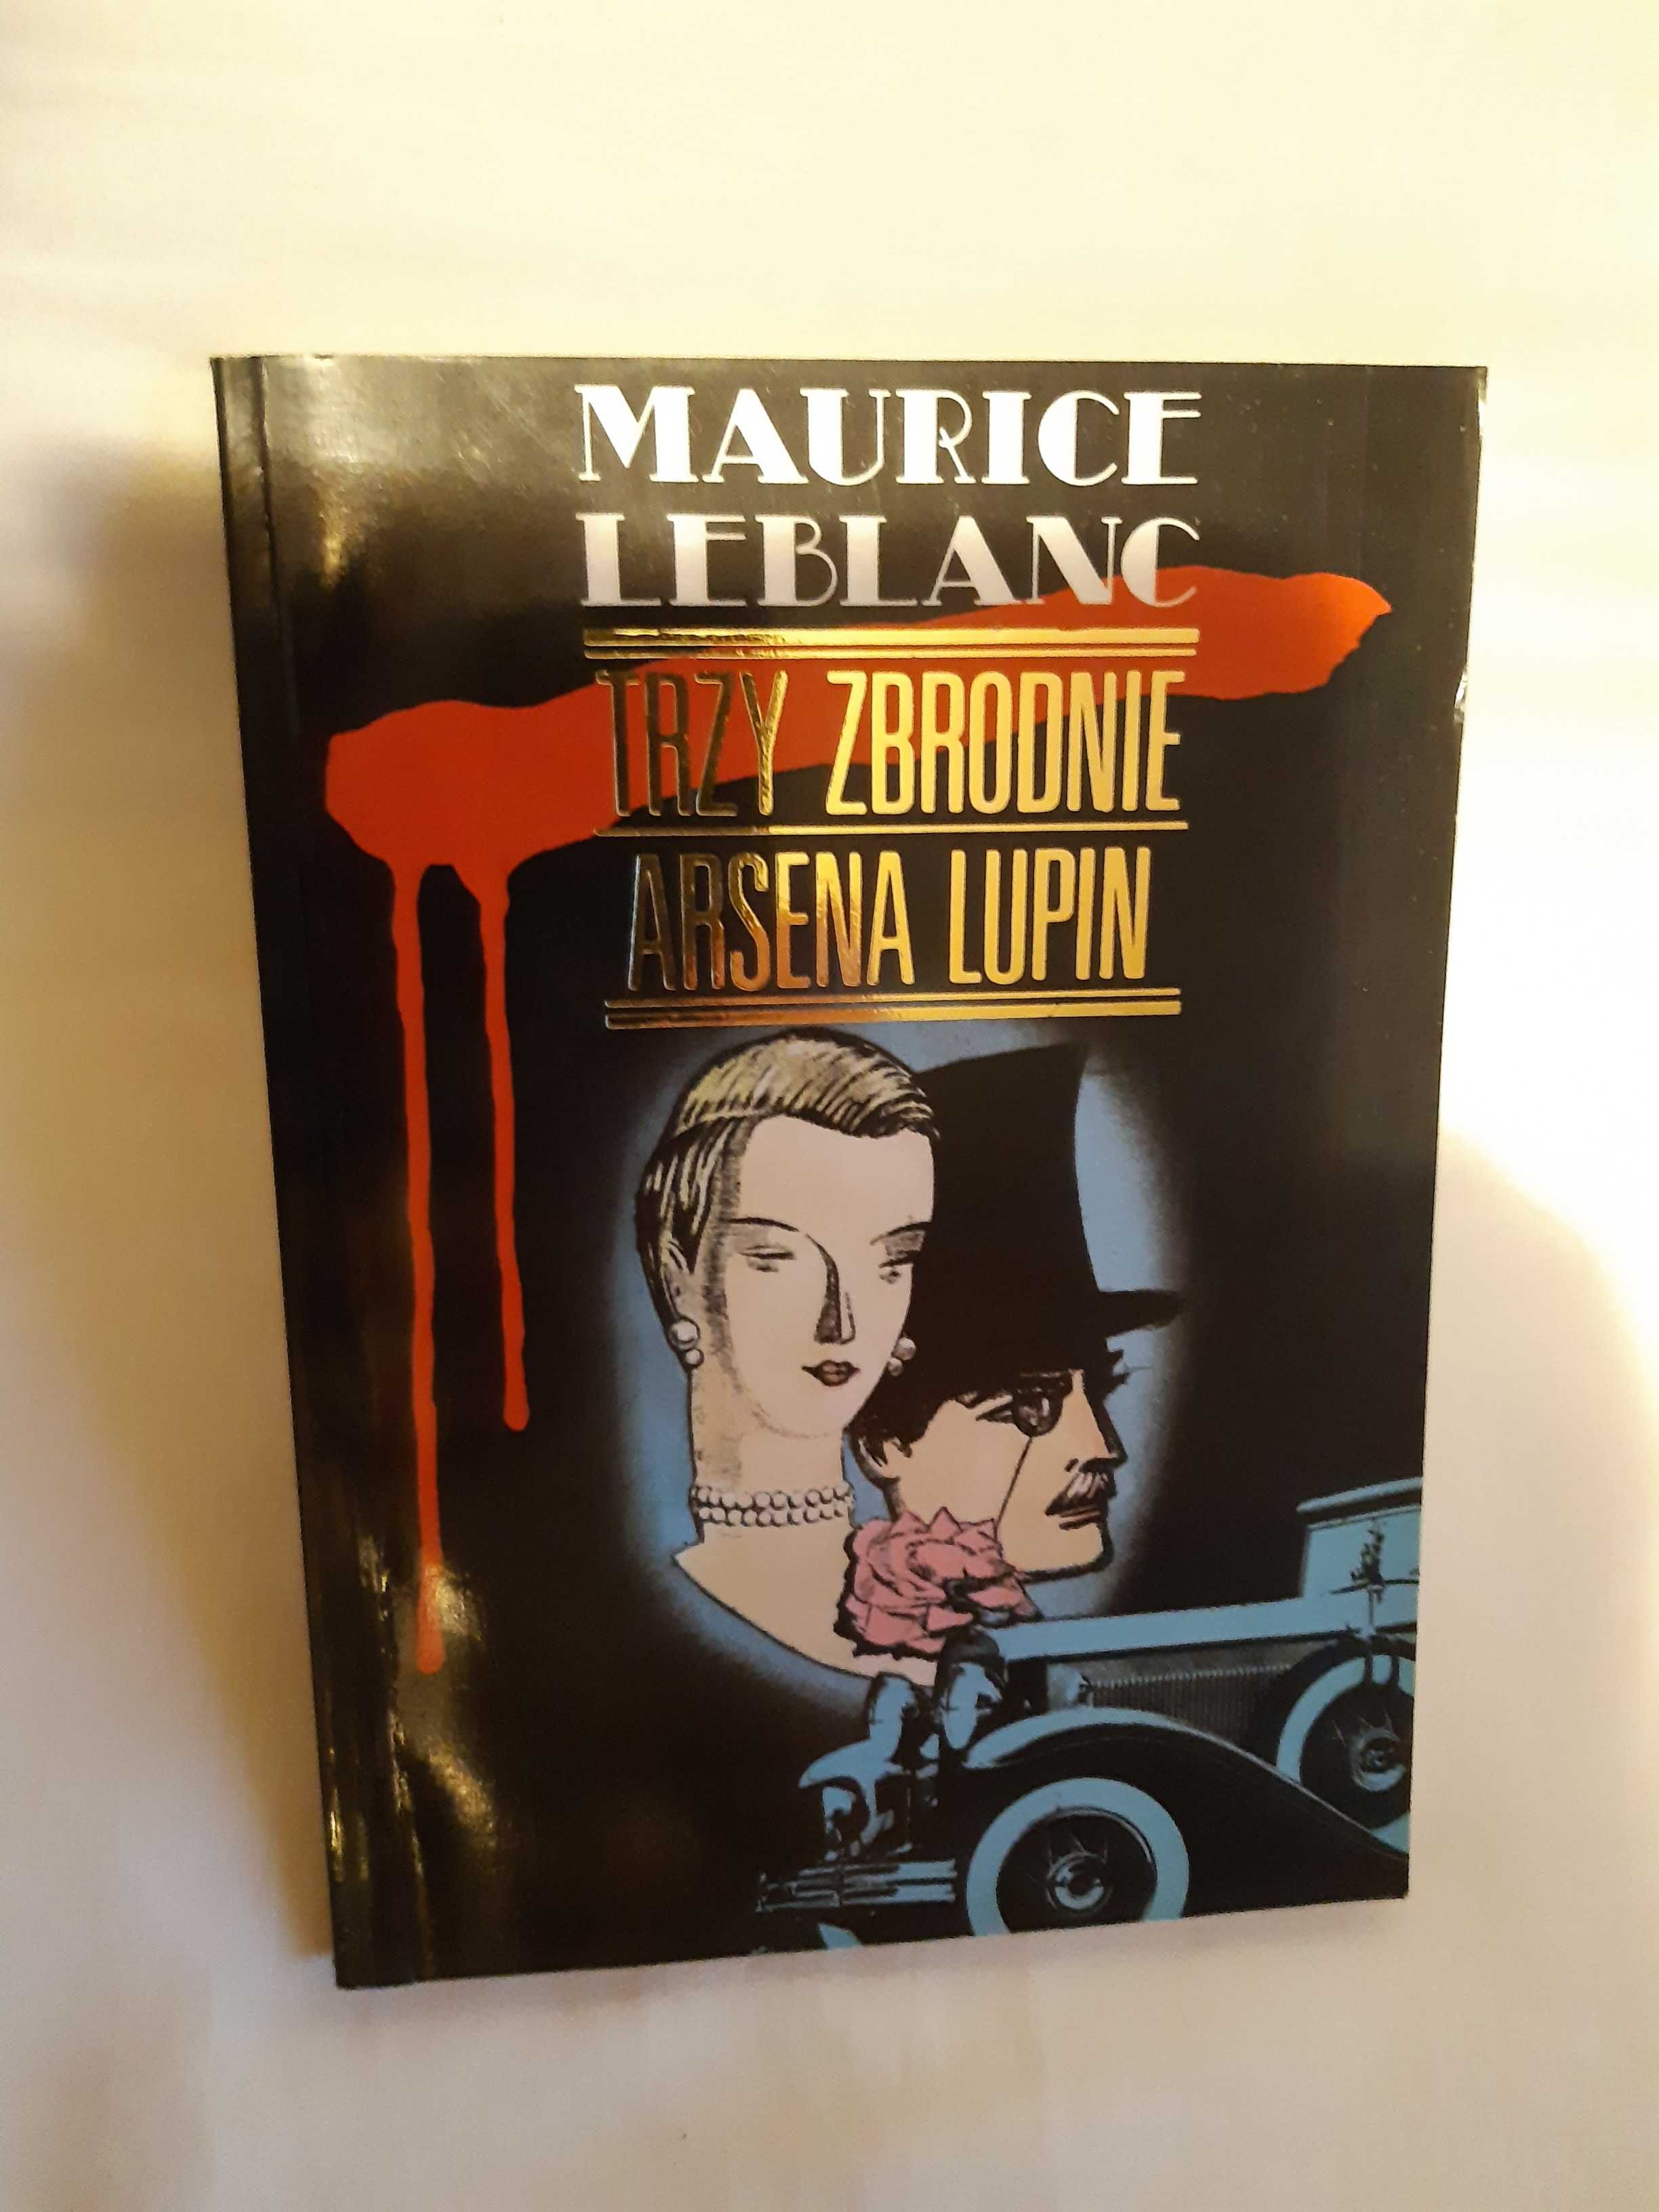 MAURICE
LEBLANC
TRZY ZBRODNIE
ARSENA LUPIN